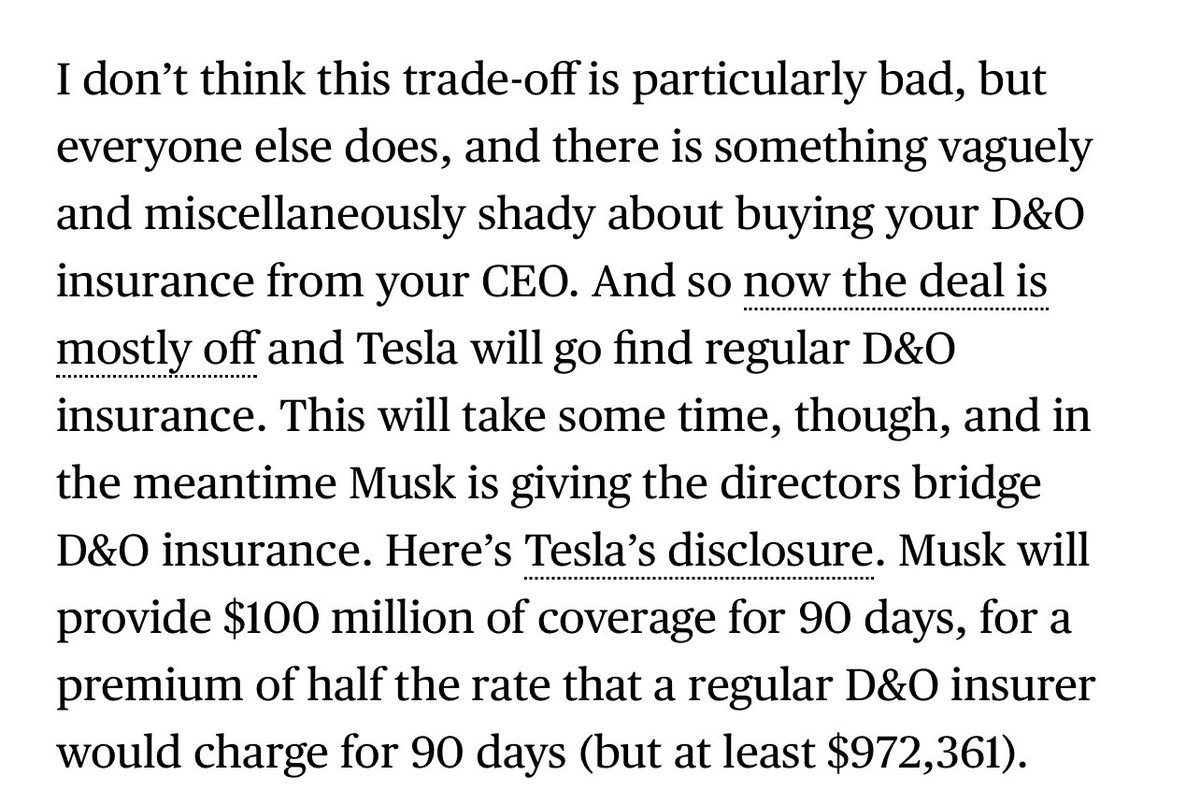 I don’t think this trade-off is particularly bad, but
everyone else does, and there is something vaguely
and miscellaneously shady about buying your D&O
insurance from your CEO. And so now the deal is
mostly off and Tesla will go find regular D&O
insurance. This will take some time, though, and in
the meantime Musk is giving the directors bridge
D&O insurance. Here’s Tesla’s disclosure. Musk will
provide $100 million of coverage for 90 days, for a
premium of half the rate that a regular D&O insurer
would charge for 90 days (but at least $972,361).